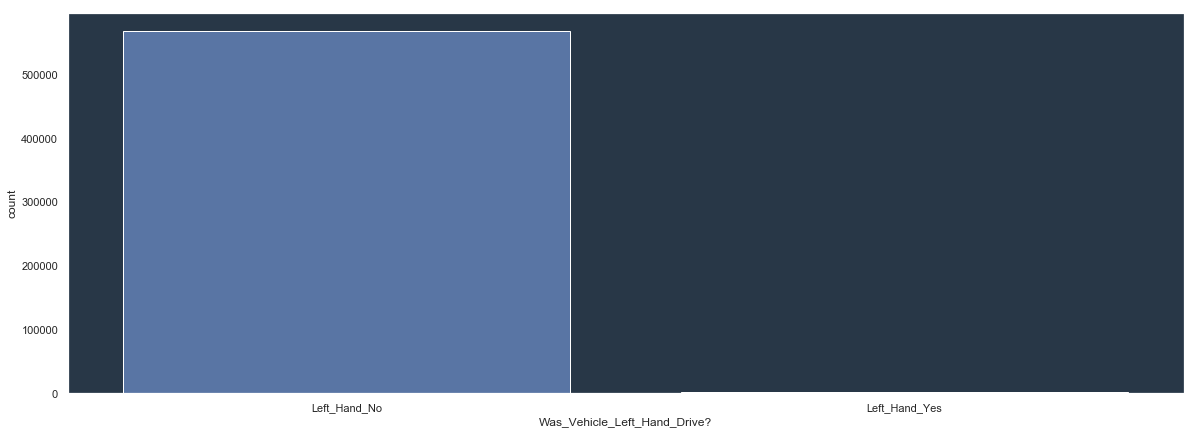 500000
400000
300000
200000
100000
0
count
Left_Hand_No Left_Hand_Yes
Was_Vehicle_Left_Hand_Drive?